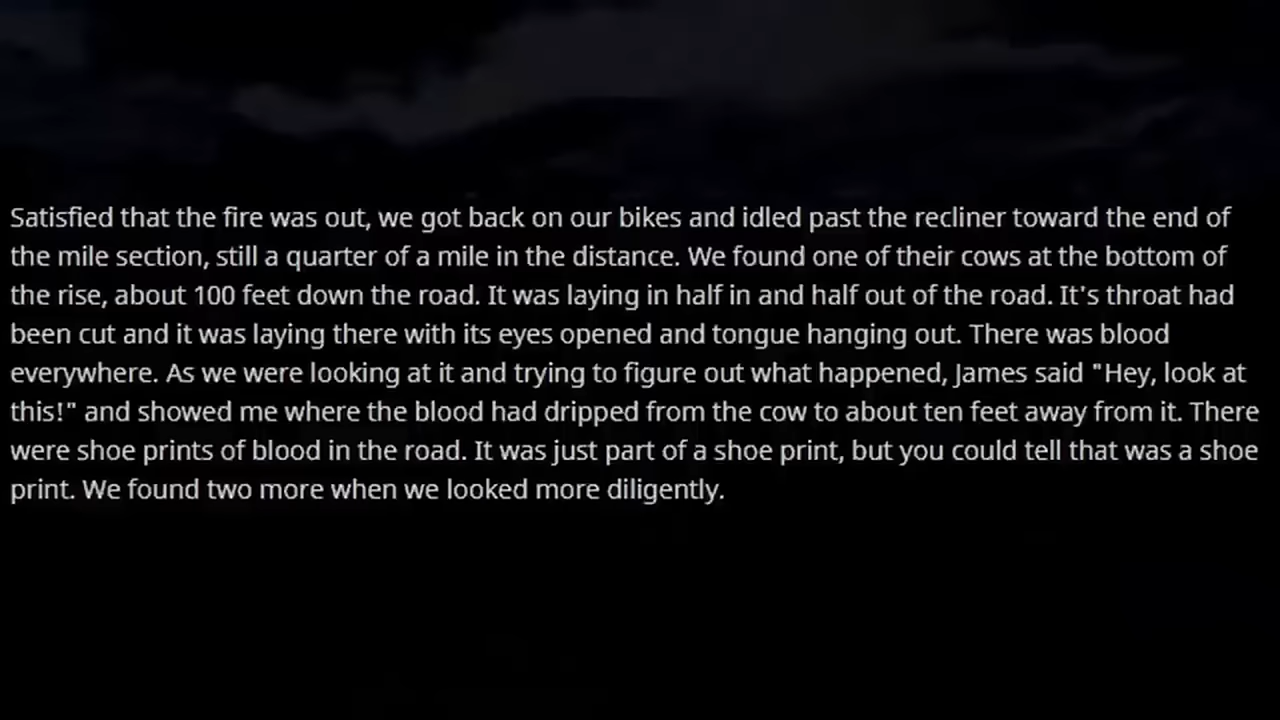 Satisfied that the fire was out, we got back on our bikes and idled past the recliner toward the end of
the mile section, still a quarter of a mile in the distance. We found one of their cows at the bottom of
the rise, about 100 feet down the road. It was laying in half in and half out of the road. It's throat had
been cut and it was laying there with its eyes opened and tongue hanging out. There was blood
everywhere. As we were looking at it and trying to figure out what happened, James said "Hey, look at
this!" and showed me where the blood had dripped from the cow to about ten feet away from it. There
were shoe prints of blood in the road. It was just part of a shoe print, but you could tell that was a shoe
print. We found two more when we looked more diligently.